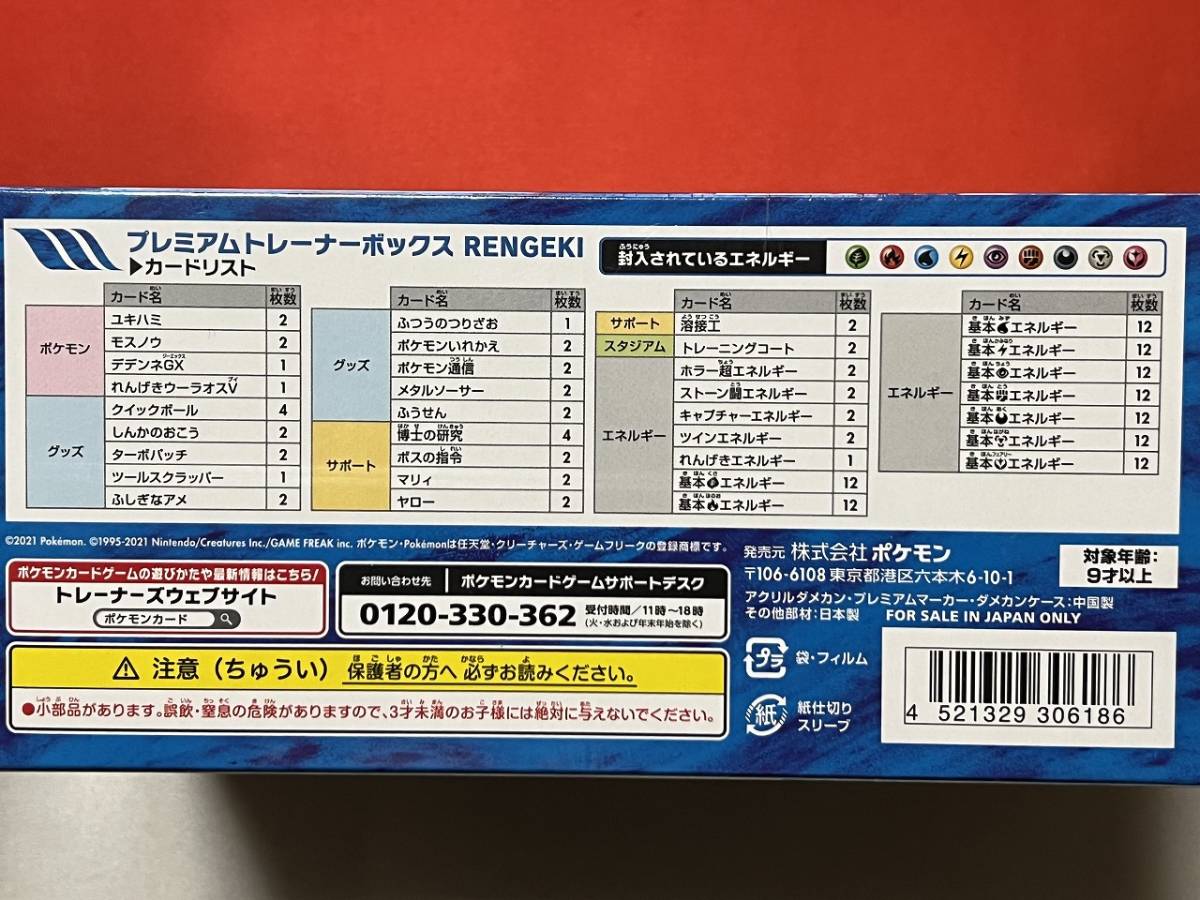 プレミアムトレーナーボックス RENGEKI
▶カードリスト
封入されているエネルギー
カード名 枚数
ポケモン
ユキハミ 2
モスノウ 2
デデンネGX 1
れんげきウーラオスV 1
グッズ
クイックボール 4
しんかのおこう 2
ターボパッチ 2
ツールスクラッパー 1
ふしぎなアメ 2
カード名 枚数
グッズ
ふつうのつりざお 1
ポケモンいれかえ 2
ポケモン通信 2
メタルソーサー 2
ふうせん 2
サポート
博士の研究 4
ボスの指令 2
マリィ 2
ヤロー 2
カード名 枚数
サポート 溶接工 2
スタジアム トレーニングコート 2
エネルギー
ホラー超エネルギー 2
ストーン闘エネルギー 2
キャプチャーエネルギー 2
ツインエネルギー 2
れんげきエネルギー 1
基本エネルギー 12
基本エネルギー 12
カード名 枚数
エネルギー
基本エネルギー 12
基本エネルギー 12
基本エネルギー 12
基本エネルギー 12
基本エネルギー 12
基本エネルギー 12
基本エネルギー 12
©2021 Pokémon. ©1995-2021 Nintendo/Creatures Inc./GAME FREAK inc. ポケモン・Pokémonは任天堂・クリーチャーズ・ゲームフリークの登録商標です。
ポケモンカードゲームの遊びかたや最新情報はこちら!
トレーナーズウェブサイト
ポケモンカード
お問い合わせ先 ポケモンカードゲームサポートデスク
0120-330-362 受付時間/11時~18時
(火・水および年末年始を除く)
注意(ちゅうい) 保護者の方へ 必ずお読みください。
●小部品があります。誤飲・窒息の危険がありますので、3才未満のお子様には絶対に与えないでください。
発売元 株式会社 ポケモン
〒106-6108 東京都港区六本木6-10-1
アクリルダメカン・プレミアムマーカー・ダメカンケース:中国製
その他部材:日本製 FOR SALE IN JAPAN ONLY
対象年齢:
9才以上
プラ 袋・フィルム
紙 紙仕切り
スリーブ
4 521329 306186